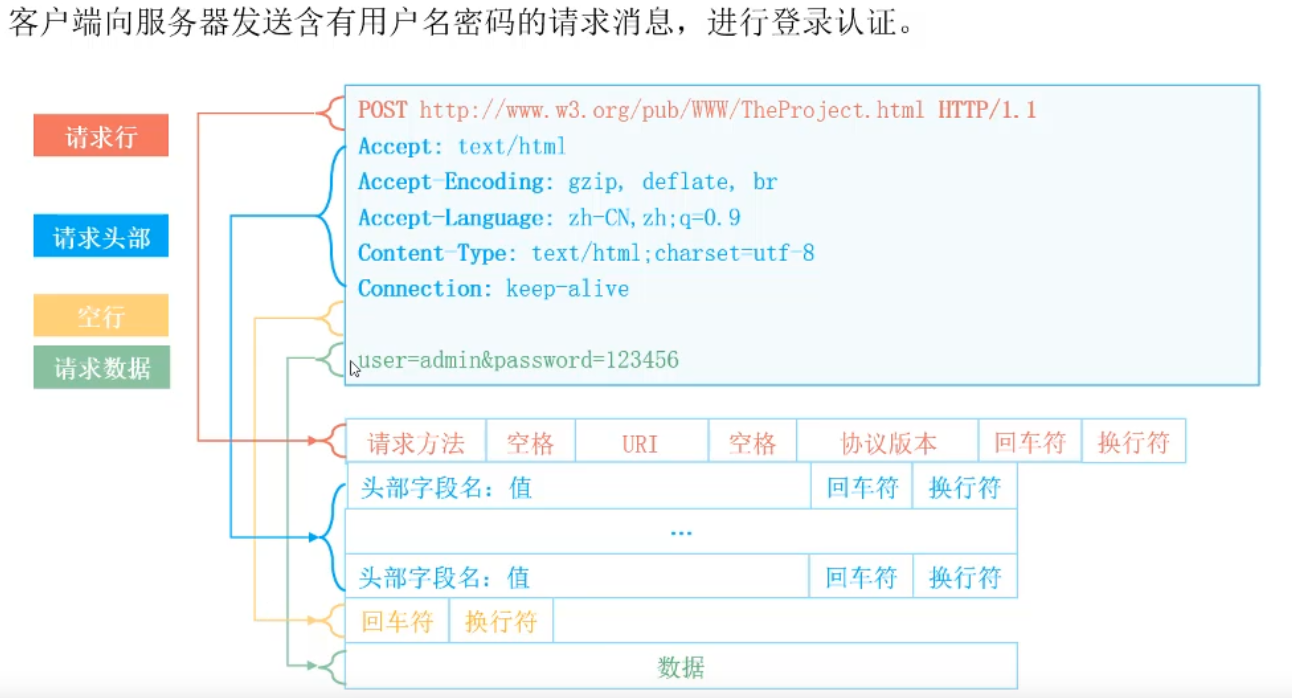 客户端向服务器发送含有用户名密码的请求消息，进行登录认证。
请求行
请求头部
空行
请求数据
POST http://www.w3.org/pub/WWW/TheProject.html HTTP/1.1
Accept: text/html
Accept-Encoding: gzip, deflate, br
Accept-Language: zh-CN,zh;q=0.9
Content-Type: text/html;charset=utf-8
Connection: keep-alive
user=admin&password=123456
请求方法 空格 URI 空格 协议版本 回车符 换行符
头部字段名：值 回车符 换行符
…
头部字段名：值 回车符 换行符
回车符 换行符
数据